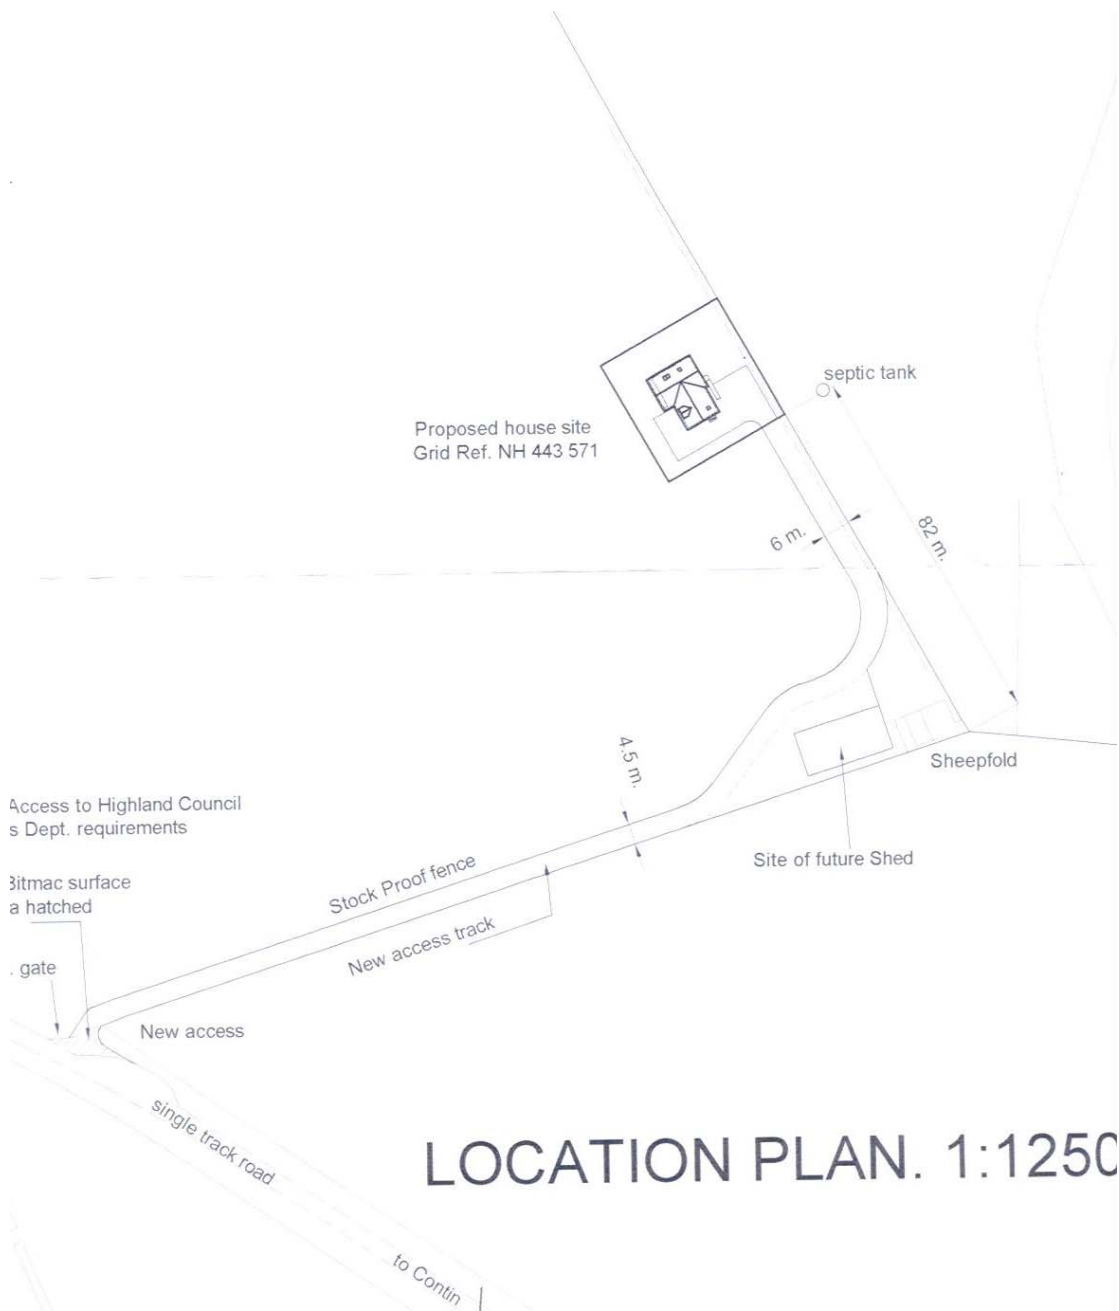 septic tank
Proposed house site
Grid Ref. NH 443 571
6 m.
82 m.
4.5 m.
Sheepfold
Access to Highland Council
s Dept. requirements
Site of future Shed
Bitmac surface
a hatched
Stock Proof fence
New access track
. gate
New access
single track road
LOCATION PLAN. 1:1250
to Contin